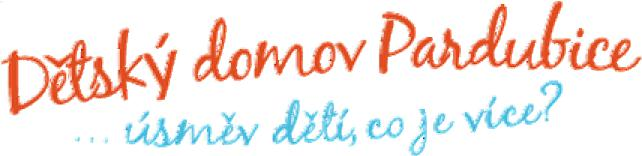 Dětský domov Pardubice
... úsměv dětí, co je více?